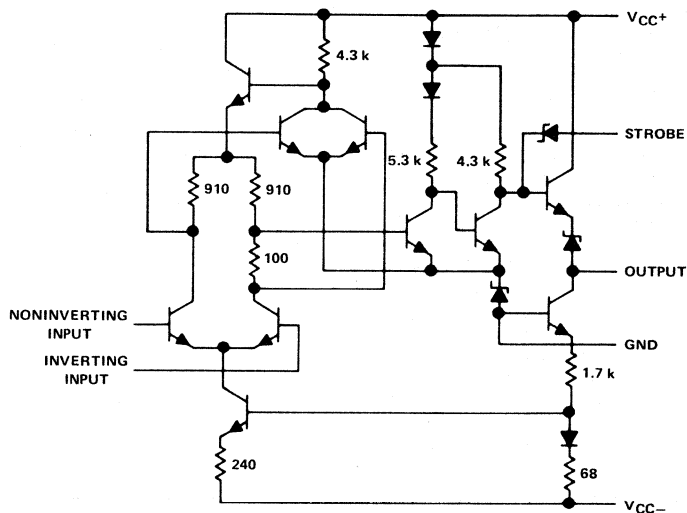 VCC+
4.3 k
STROBE
5.3 k
4.3 k
910
910
100
OUTPUT
NONINVERTING
INPUT
GND
INVERTING
INPUT
1.7 k
240
68
VCC−